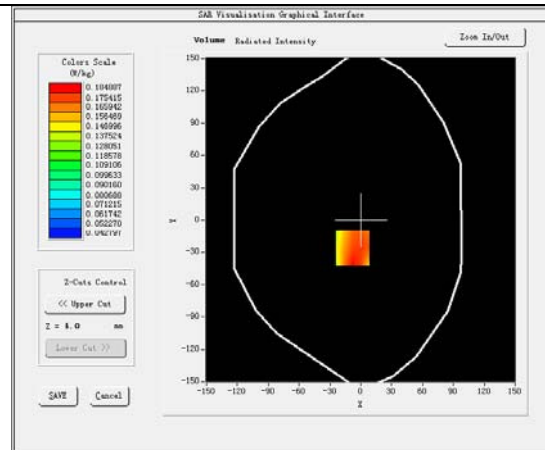 SAR Visualisation Graphical Interface
Volume Radiated Intensity
Zoom In/Out
Colors Scale
(W/kg)
0.184887
0.175415
0.165942
0.156469
0.146996
0.137524
0.128051
0.118578
0.109106
0.099633
0.090160
0.080688
0.071215
0.061742
0.052270
0.042797
150
120
90
60
30
0
-30
-60
-90
-120
-150
Y
-150 -120 -90 -60 -30 0 30 60 90 120 150
X
Z-Cuts Control
<< Upper Cut
Z = 4.0 mm
Lower Cut >>
SAVE Cancel